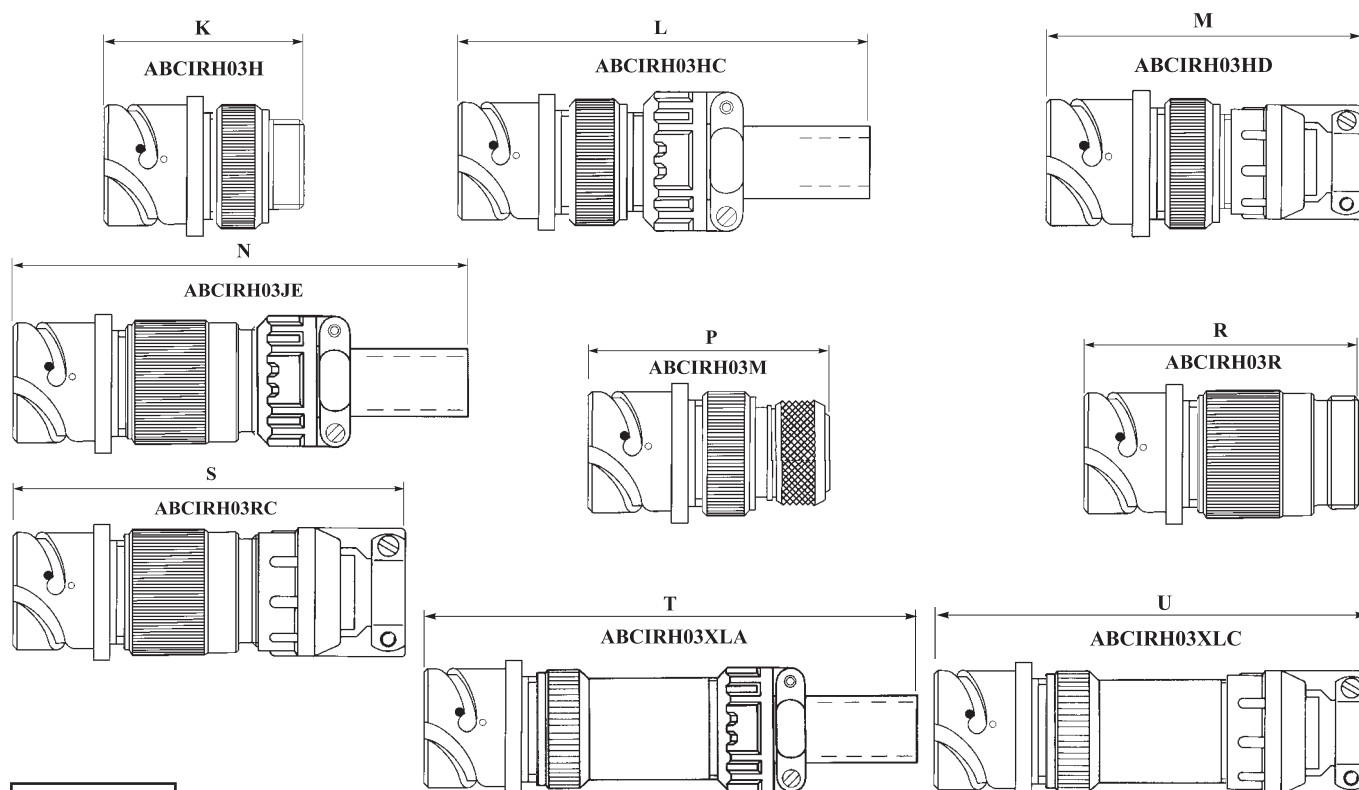 K
ABCIRH03H
L
ABCIRH03HC
M
ABCIRH03HD
N
ABCIRH03JE
P
ABCIRH03M
R
ABCIRH03R
S
ABCIRH03RC
T
ABCIRH03XLA
U
ABCIRH03XLC